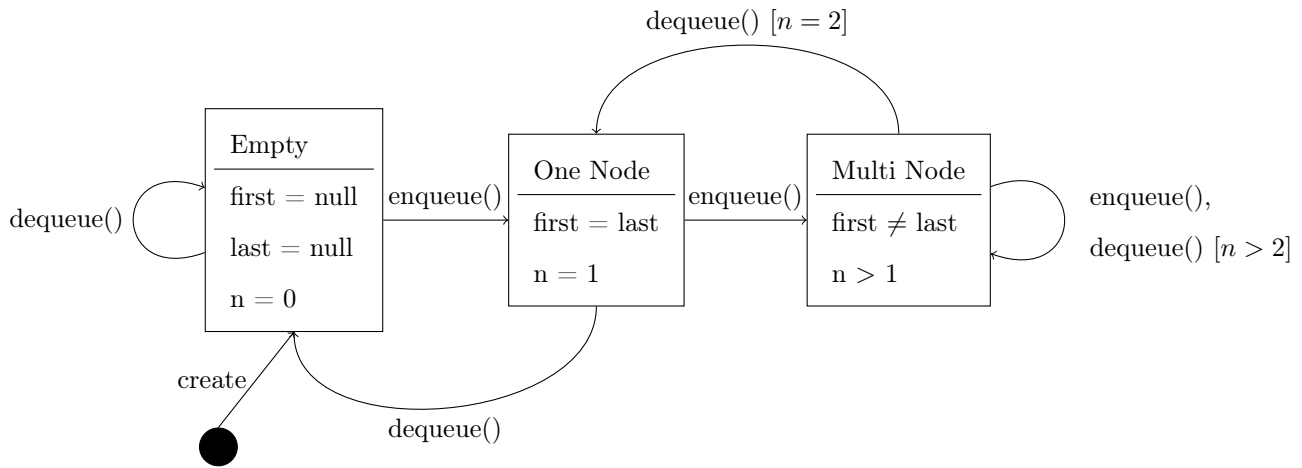 dequeue() [n = 2]
Empty
first = null
last = null
n = 0
One Node
first = last
n = 1
Multi Node
first ≠ last
n > 1
dequeue()
enqueue()
enqueue()
enqueue(),
dequeue() [n > 2]
create
dequeue()